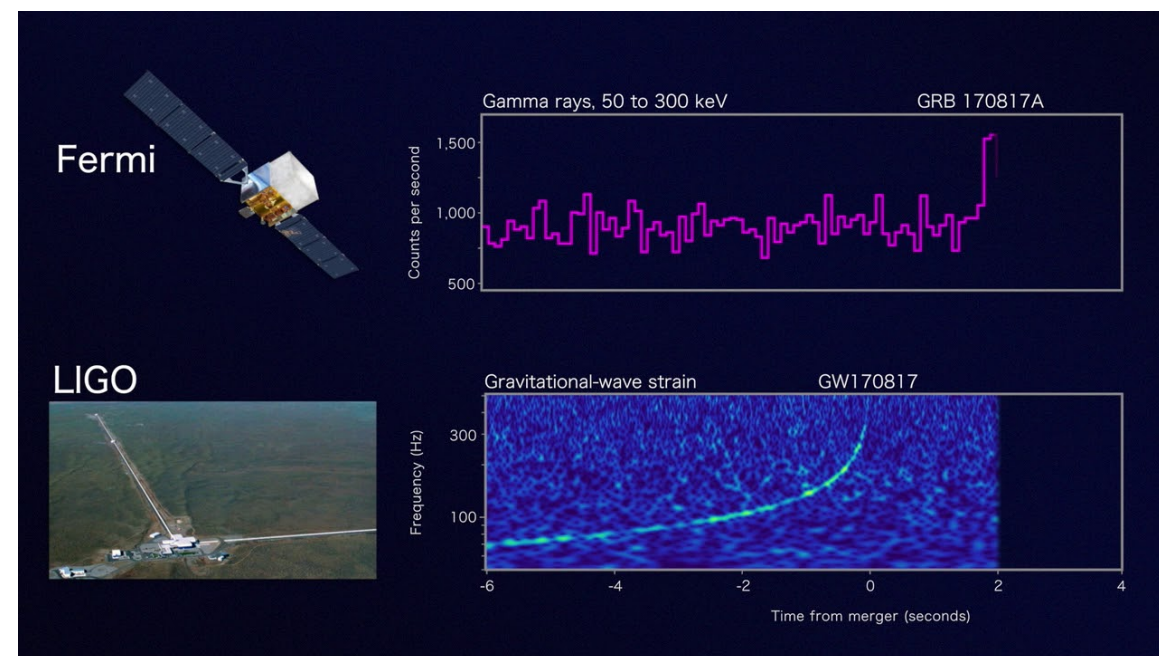 Fermi
Gamma rays, 50 to 300 keV GRB 170817A
Counts per second
1,500
1,000
500
LIGO
Gravitational-wave strain GW170817
Frequency (Hz)
300
100
-6 -4 -2 0 2 4
Time from merger (seconds)